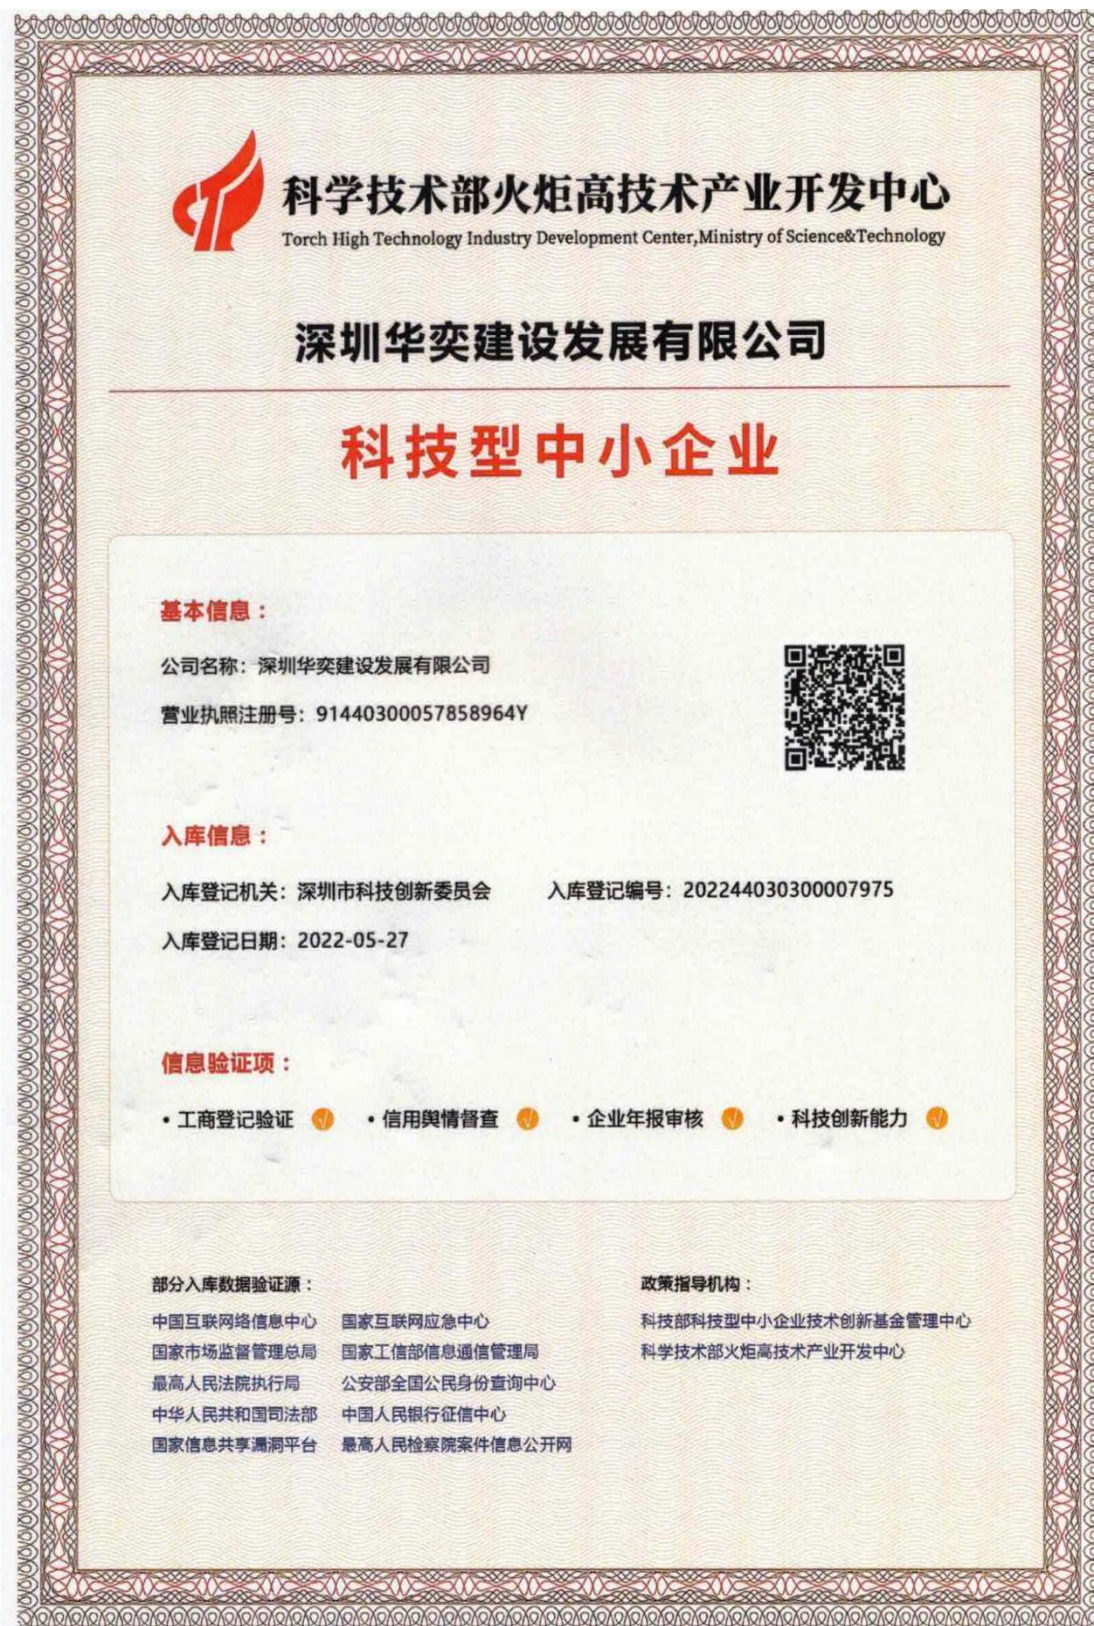 科学技术部火炬高技术产业开发中心
Torch High Technology Industry Development Center,Ministry of Science&Technology
深圳华奕建设发展有限公司
科技型中小企业
基本信息：
公司名称：深圳华奕建设发展有限公司
营业执照注册号：91440300057858964Y
入库信息：
入库登记机关：深圳市科技创新委员会 入库登记编号：202244030300007975
入库登记日期：2022-05-27
信息验证项：
• 工商登记验证 √ • 信用舆情督查 √ • 企业年报审核 √ • 科技创新能力 √
部分入库数据验证源： 政策指导机构：
中国互联网络信息中心 国家互联网应急中心 科技部科技型中小企业技术创新基金管理中心
国家市场监督管理总局 国家工信部信息通信管理局 科学技术部火炬高技术产业开发中心
最高人民法院执行局 公安部全国公民身份查询中心
中华人民共和国司法部 中国人民银行征信中心
国家信息共享漏洞平台 最高人民检察院案件信息公开网